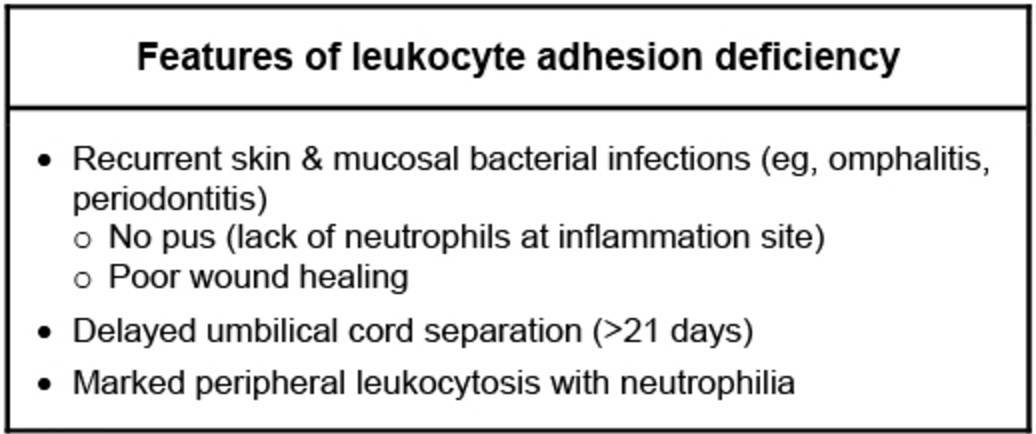 Features of leukocyte adhesion deficiency
• Recurrent skin & mucosal bacterial infections (eg, omphalitis,
periodontitis)
o No pus (lack of neutrophils at inflammation site)
o Poor wound healing
• Delayed umbilical cord separation (>21 days)
• Marked peripheral leukocytosis with neutrophilia